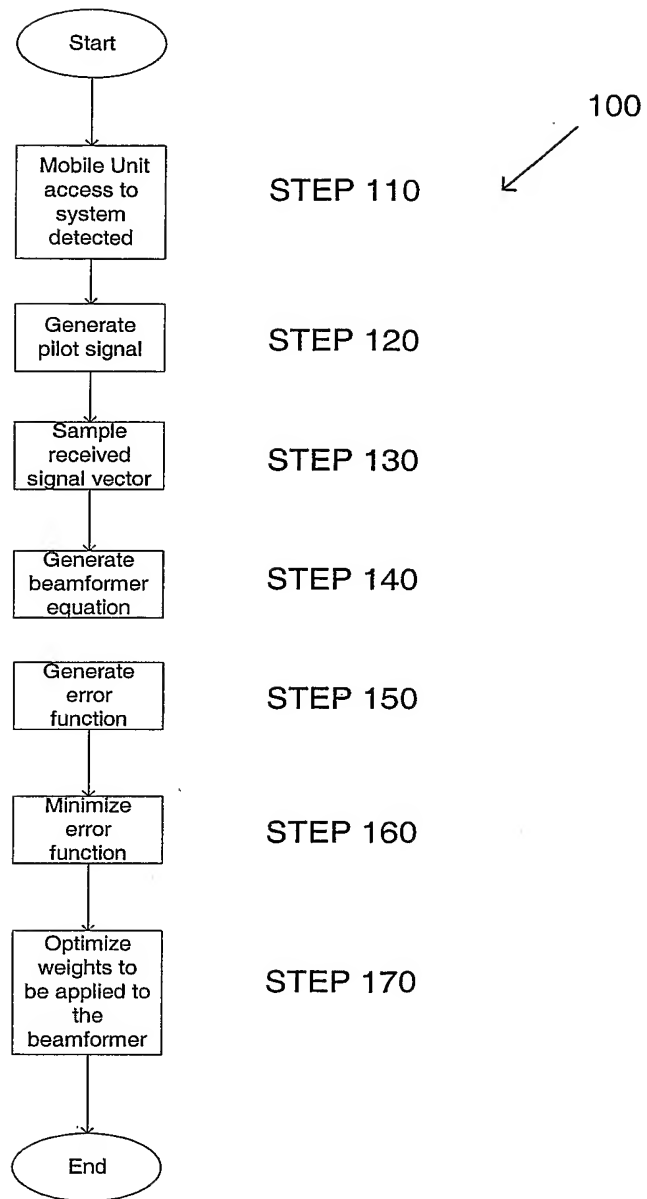 Start
100
Mobile Unit
access to
system
detected
STEP 110
Generate
pilot signal
STEP 120
Sample
received
signal vector
STEP 130
Generate
beamformer
equation
STEP 140
Generate
error
function
STEP 150
Minimize
error
function
STEP 160
Optimize
weights to
be applied to
the
beamformer
STEP 170
End